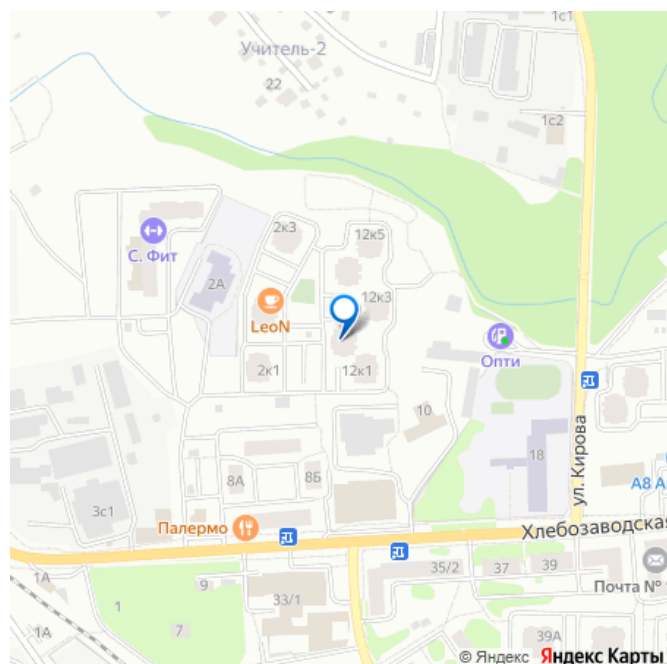 1с1
Учитель-2
22
1с2
2к3
12к5
С. Фит
2А
12к3
LeoN
Опти
2к1
12к1
10
ул. Кирова
18
8А
8Б
А8 А
3с1
Палермо
Хлебозаводская
1А
9
35/2
37
39
1
33/1
Почта №
7
1А
39А
© Яндекс Яндекс Карты